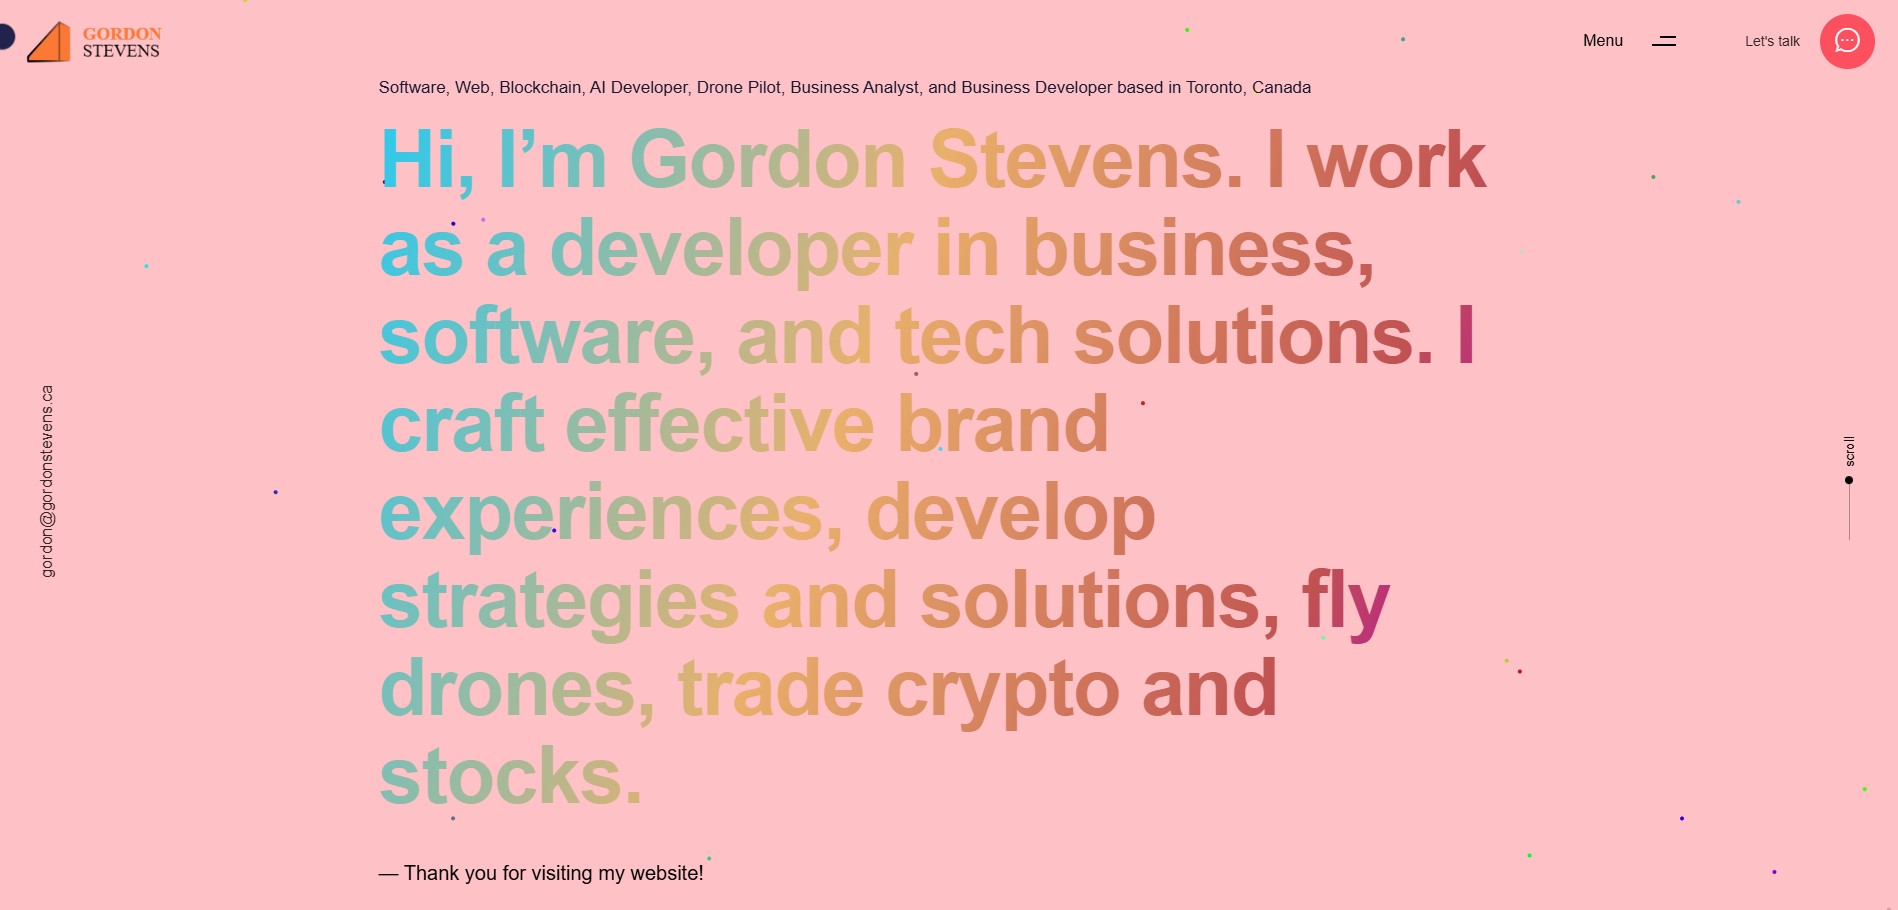 GORDON
STEVENS
Menu
Let's talk
Software, Web, Blockchain, AI Developer, Drone Pilot, Business Analyst, and Business Developer based in Toronto, Canada
Hi, I’m Gordon Stevens. I work
as a developer in business,
software, and tech solutions. I
craft effective brand
experiences, develop
strategies and solutions, fly
drones, trade crypto and
stocks.
gordon@gordonstevens.ca
scroll
— Thank you for visiting my website!